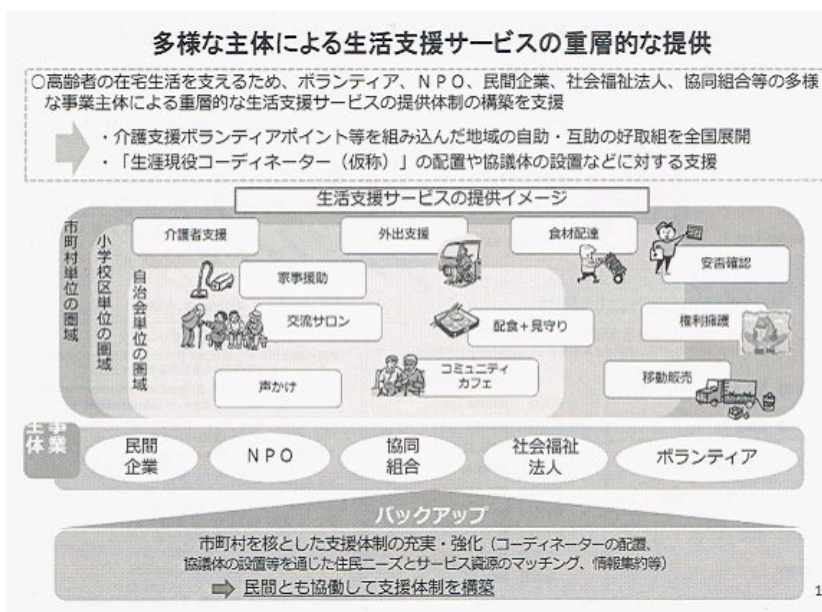 多様な主体による生活支援サービスの重層的な提供
○高齢者の在宅生活を支えるため、ボランティア、ＮＰＯ、民間企業、社会福祉法人、協同組合等の多様
な事業主体による重層的な生活支援サービスの提供体制の構築を支援
・介護支援ボランティアポイント等を組み込んだ地域の自助・互助の好取組を全国展開
・「生涯現役コーディネーター（仮称）」の配置や協議体の設置などに対する支援
生活支援サービスの提供イメージ
市町村単位の圏域
小学校区単位の圏域
自治会単位の圏域
介護者支援
外出支援
食材配達
安否確認
家事援助
交流サロン
配食＋見守り
権利擁護
声かけ
コミュニティ
カフェ
移動販売
事業
主体
民間
企業
ＮＰＯ
協同
組合
社会福祉
法人
ボランティア
バックアップ
市町村を核とした支援体制の充実・強化（コーディネーターの配置、
協議体の設置等を通じた住民ニーズとサービス資源のマッチング、情報集約等）
民間とも協働して支援体制を構築
1